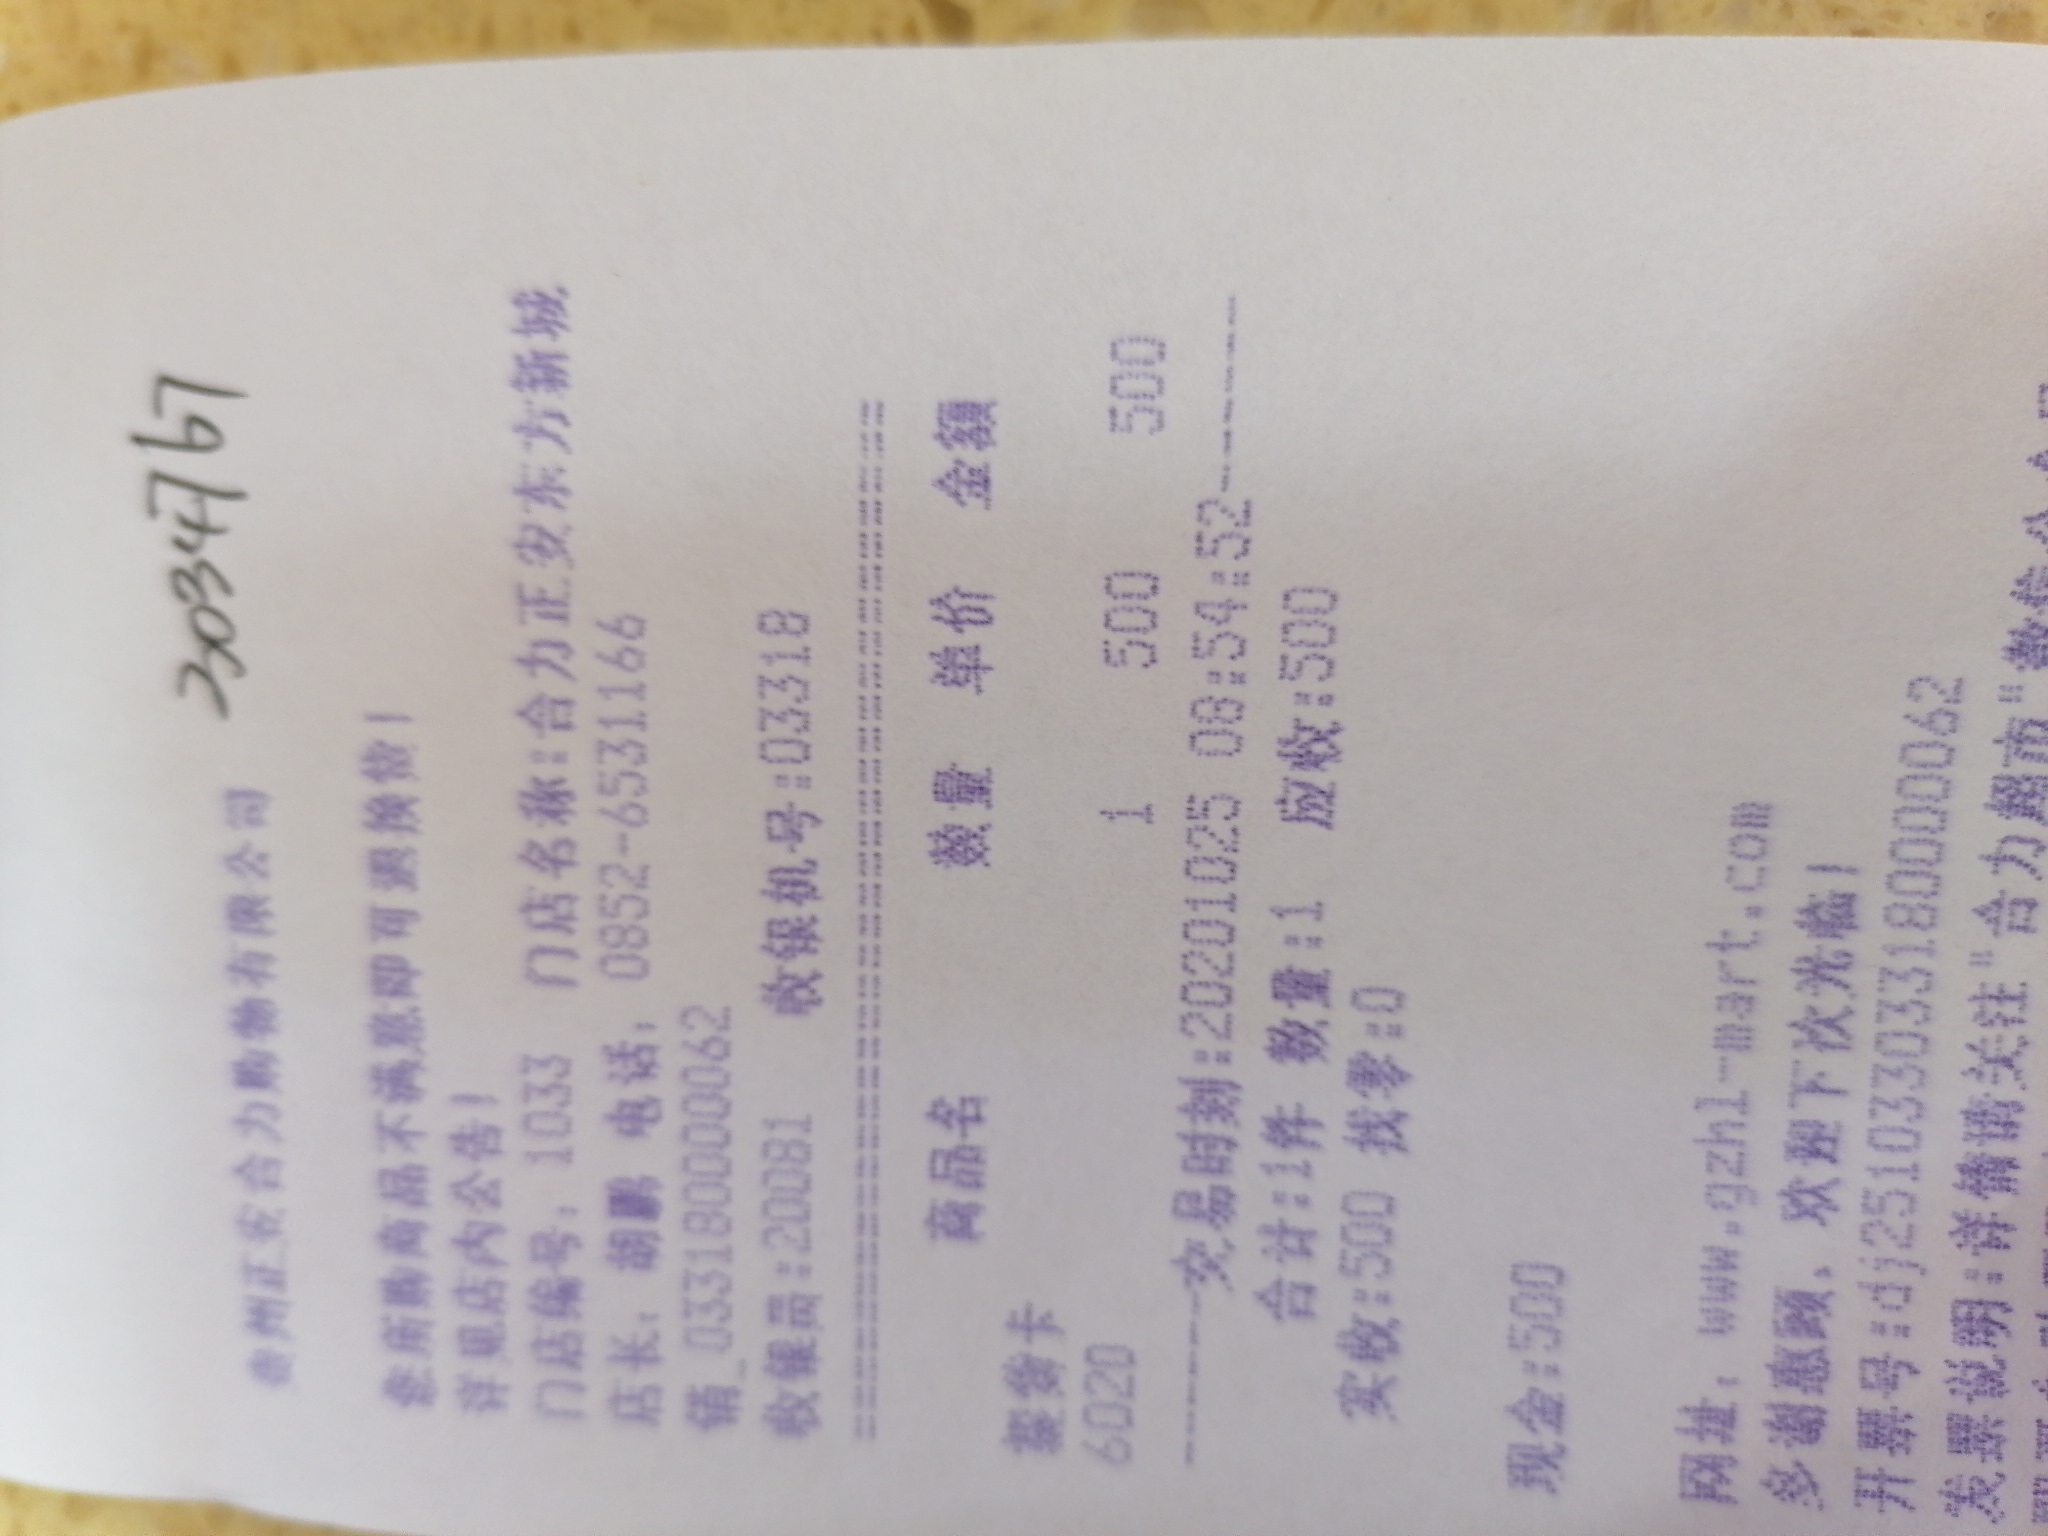 2034767
贵州正安合力购物有限公司
您所购商品不满意即可退换货!
详见店内公告!
门店编号: 1033 门店名称:合力正安东方新城
店长: 胡鹏 电话: 0852-6531166
销_033180000062
收银员:20081 收银机号:03318
==========================================
商品名 数量 单价 金额
提货卡
6020 1 500 500
------交易时刻:20201025 08:54:52------
合计:1件 数量:1 应收:500
实收:500 找零:0
现金:500
网址: www.gzhl-mart.com
多谢惠顾、欢迎下次光临!
开票号:dj251033033180000062
发票说明:详情请关注"合力超市"微信公众号